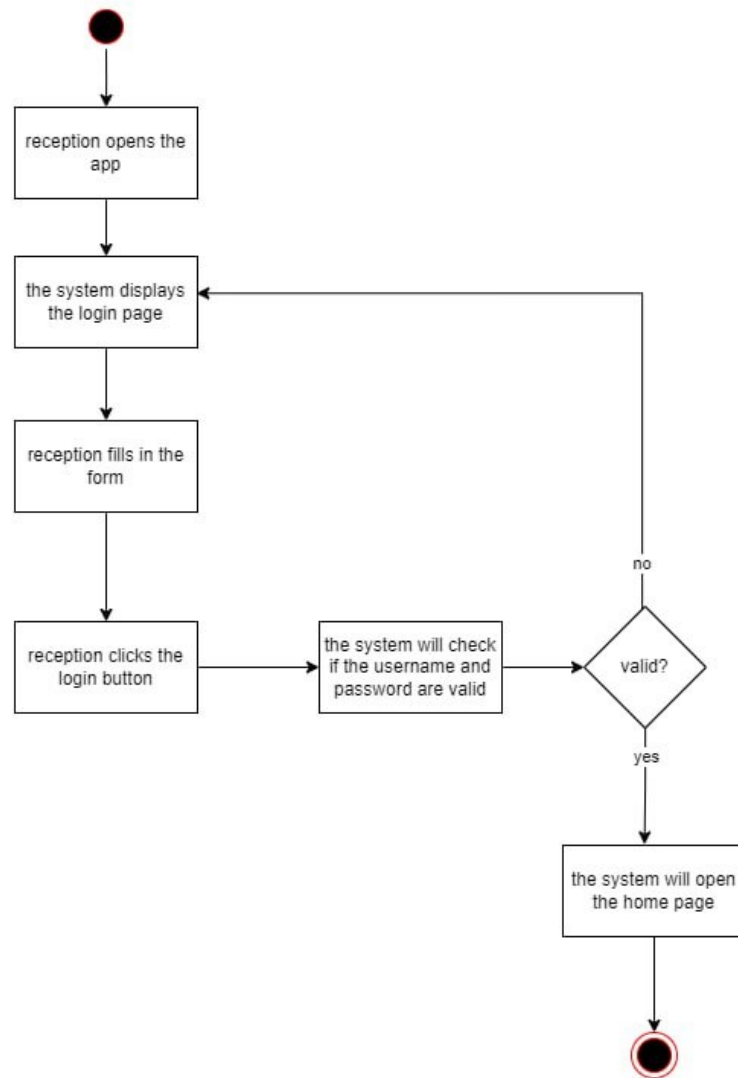 reception opens the
app
the system displays
the login page
reception fills in the
form
reception clicks the
login button
the system will check
if the username and
password are valid
valid?
no
yes
the system will open
the home page